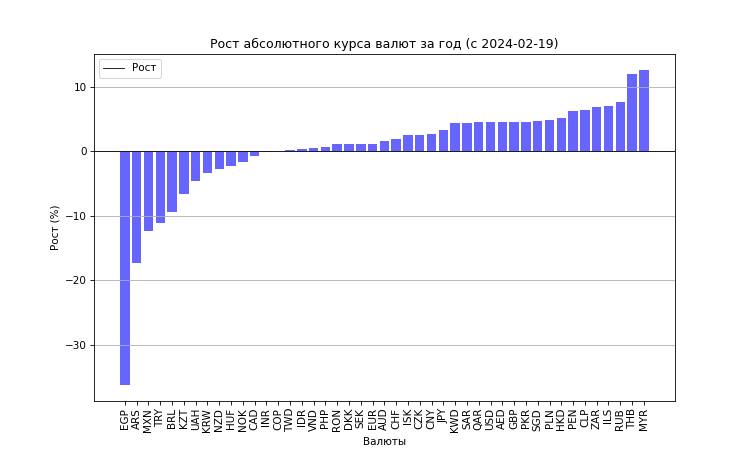 Рост абсолютного курса валют за год (с 2024-02-19)
Рост
10
0
−10
−20
−30
Рост (%)
EGP ARS MXN TRY BRL KZT UAH KRW NZD HUF NOK CAD INR COP TWD IDR VND PHP RON DKK SEK EUR AUD CHF ISK CZK CNY JPY KWD SAR QAR USD AED GBP PKR SGD PLN HKD PEN CLP ZAR ILS RUB THB MYR
Валюты